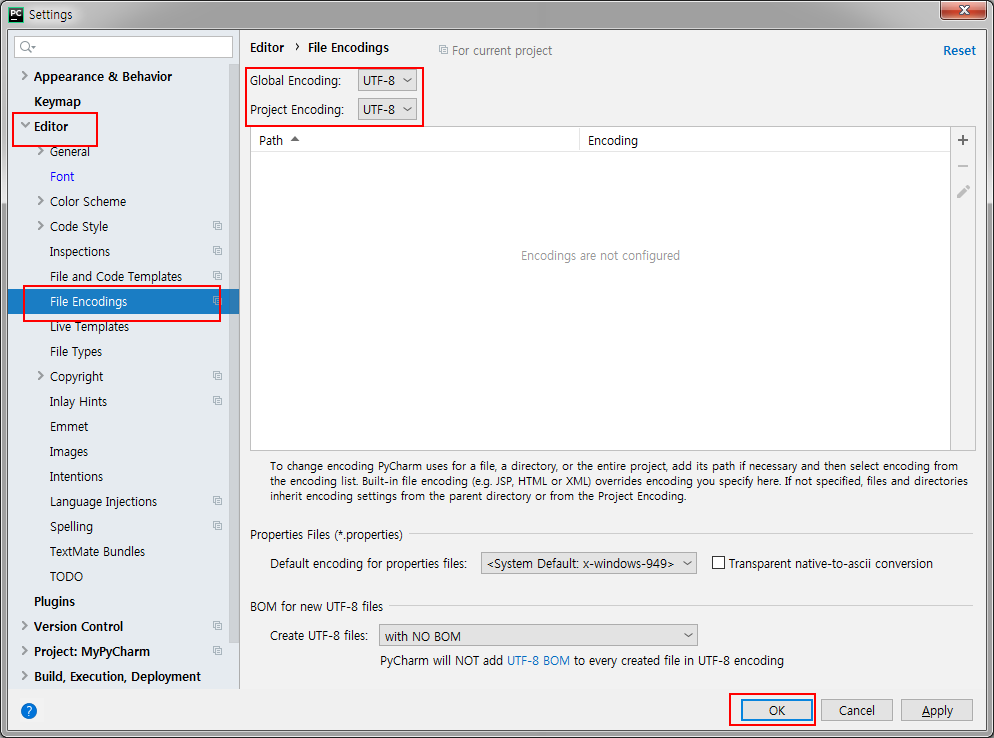 PC Settings
Editor › File Encodings For current project Reset
Appearance & Behavior
Keymap
Editor
General
Font
Color Scheme
Code Style
Inspections
File and Code Templates
File Encodings
Live Templates
File Types
Copyright
Inlay Hints
Emmet
Images
Intentions
Language Injections
Spelling
TextMate Bundles
TODO
Plugins
Version Control
Project: MyPyCharm
Build, Execution, Deployment
Global Encoding: UTF-8
Project Encoding: UTF-8
Path Encoding
Encodings are not configured
To change encoding PyCharm uses for a file, a directory, or the entire project, add its path if necessary and then select encoding from
the encoding list. Built-in file encoding (e.g. JSP, HTML or XML) overrides encoding you specify here. If not specified, files and directories
inherit encoding settings from the parent directory or from the Project Encoding.
Properties Files (*.properties)
Default encoding for properties files: <System Default: x-windows-949> Transparent native-to-ascii conversion
BOM for new UTF-8 files
Create UTF-8 files: with NO BOM
PyCharm will NOT add UTF-8 BOM to every created file in UTF-8 encoding
? OK Cancel Apply